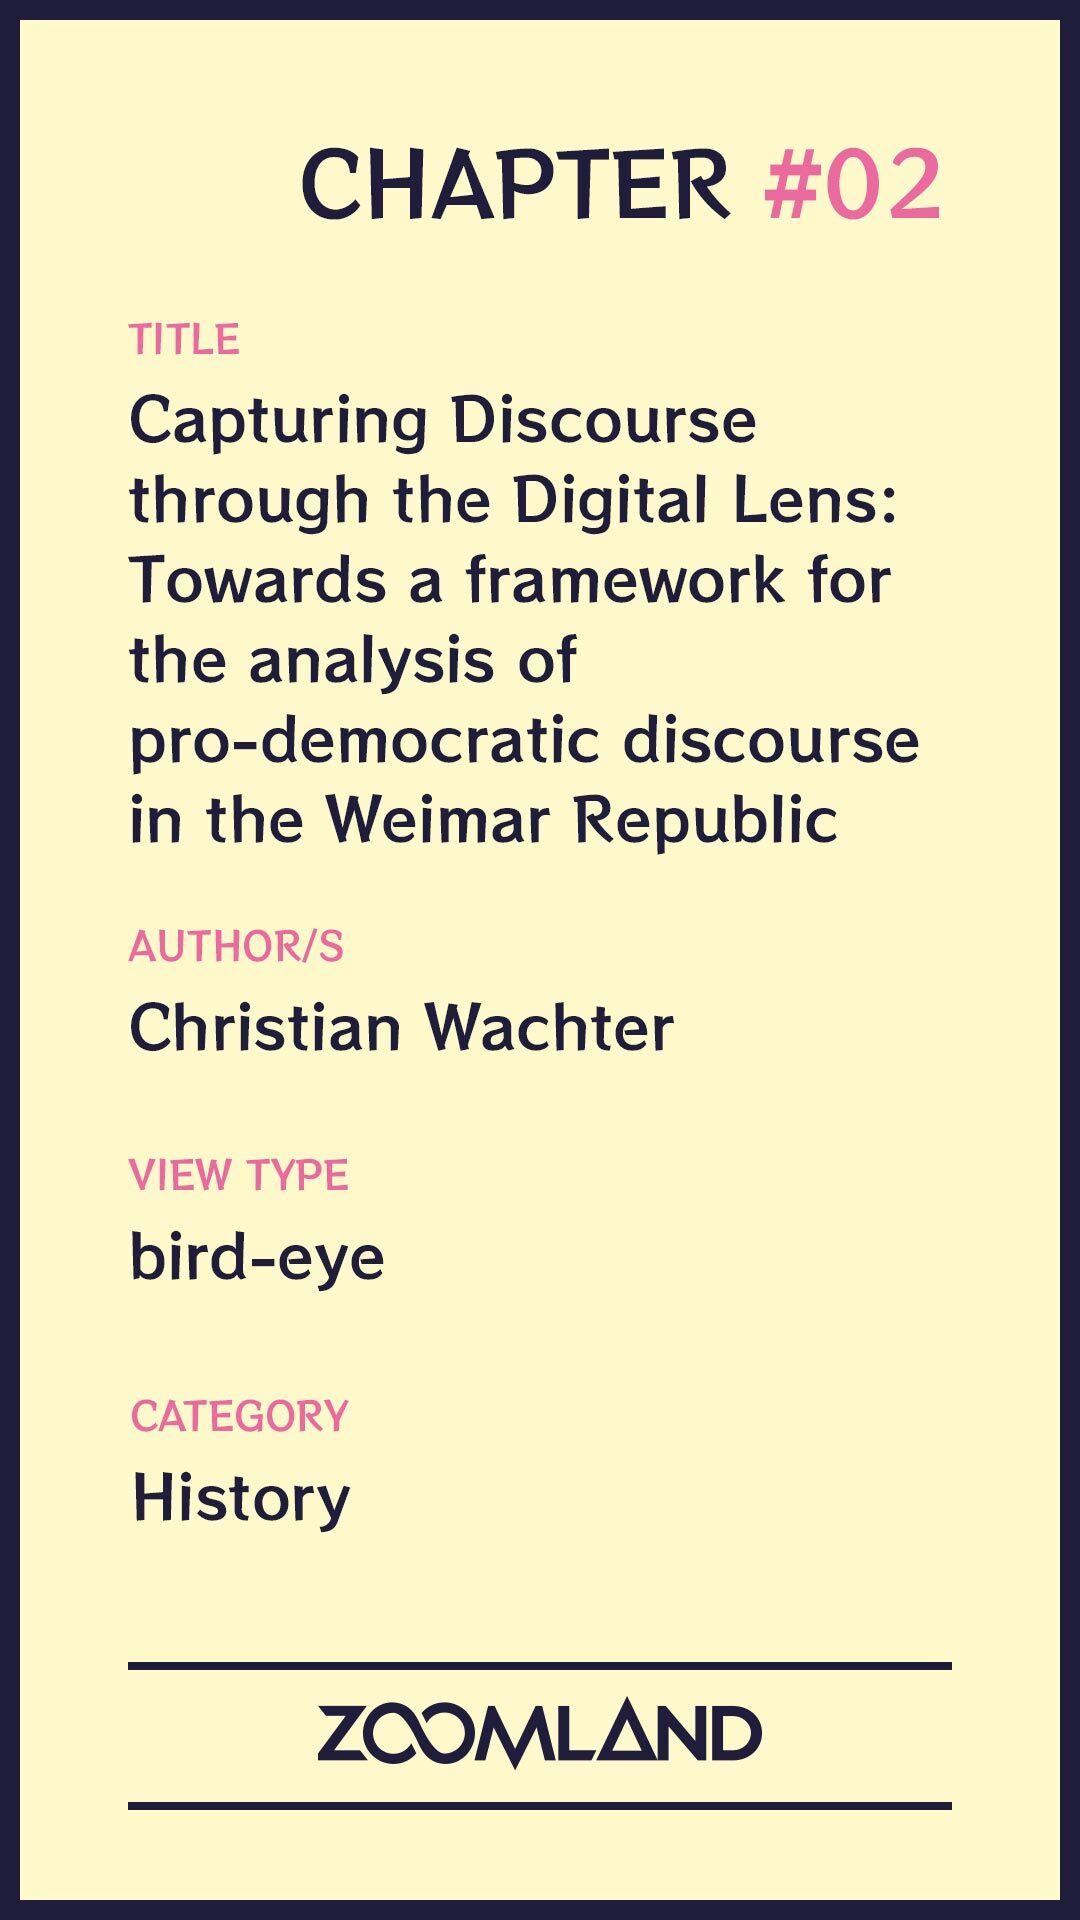 CHAPTER #02
TITLE
Capturing Discourse
through the Digital Lens:
Towards a framework for
the analysis of
pro-democratic discourse
in the Weimar Republic
AUTHOR/S
Christian Wachter
VIEW TYPE
bird-eye
CATEGORY
History
ZOOMLAND